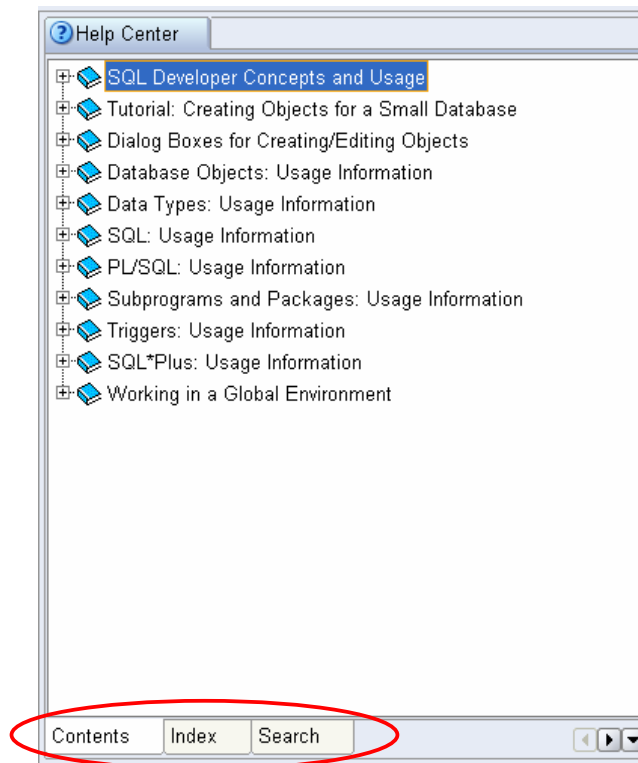 Help Center
SQL Developer Concepts and Usage
Tutorial: Creating Objects for a Small Database
Dialog Boxes for Creating/Editing Objects
Database Objects: Usage Information
Data Types: Usage Information
SQL: Usage Information
PL/SQL: Usage Information
Subprograms and Packages: Usage Information
Triggers: Usage Information
SQL*Plus: Usage Information
Working in a Global Environment
Contents Index Search